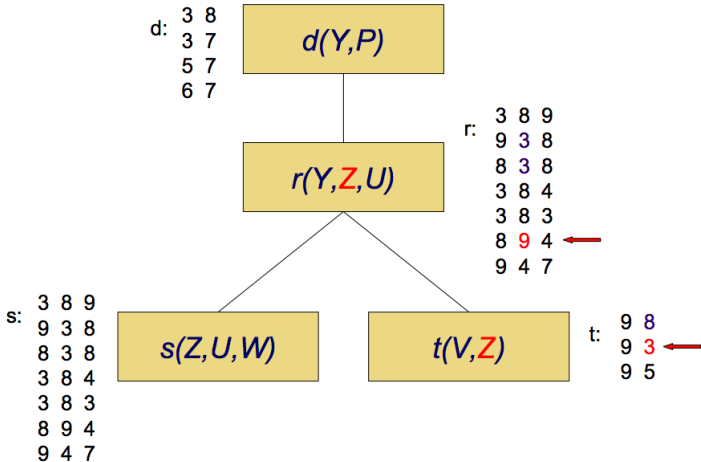 d:
3 8
3 7
5 7
6 7
d(Y,P)
r:
3 8 9
9 3 8
8 3 8
3 8 4
3 8 3
8 9 4
9 4 7
r(Y,Z,U)
s:
3 8 9
9 3 8
8 3 8
3 8 4
3 8 3
8 9 4
9 4 7
s(Z,U,W)
t(V,Z)
t:
9 8
9 3
9 5